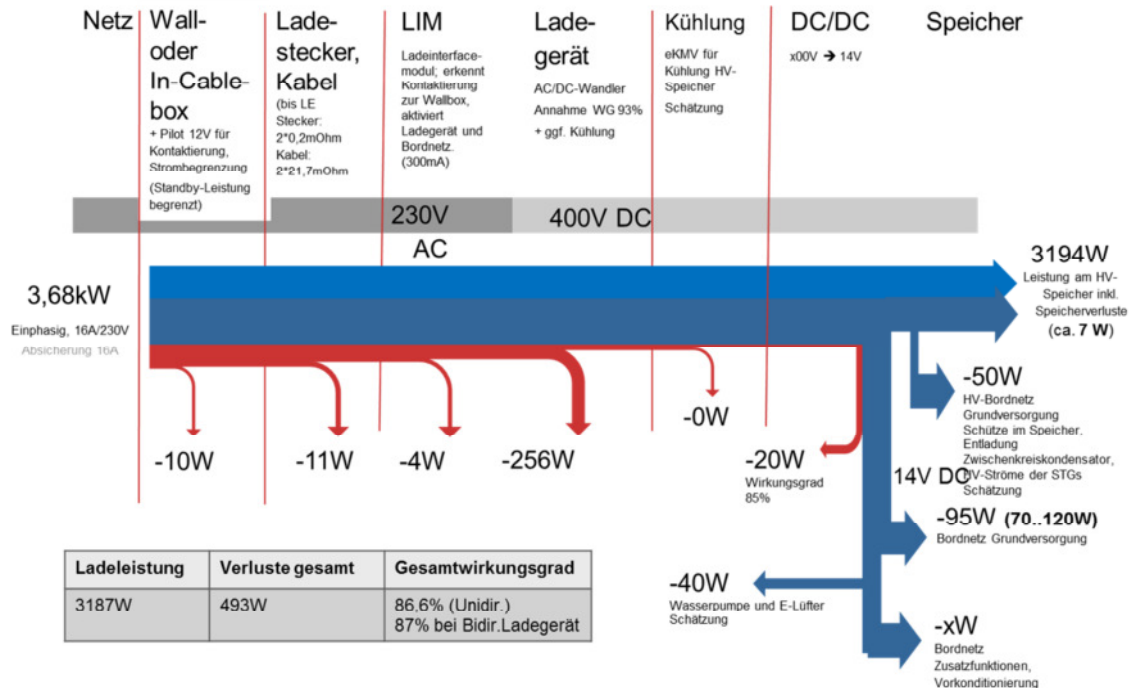 Netz
Wall-
oder
In-Cable-
box
+ Pilot 12V für
Kontaktierung,
Strombegrenzung
(Standby-Leistung
begrenzt)
Lade-
stecker,
Kabel
(bis LE
Stecker:
2*0,2mOhm
Kabel:
2*21,7mOhm
LIM
Ladeinterface-
modul; erkennt
Kontaktierung
zur Wallbox,
aktiviert
Ladegerät und
Bordnetz.
(300mA)
Lade-
gerät
AC/DC-Wandler
Annahme WG 93%
+ ggf. Kühlung
Kühlung
eKMV für
Kühlung HV-
Speicher
Schätzung
DC/DC
x00V ➔ 14V
Speicher
230V
AC
400V DC
3,68kW
Einphasig, 16A/230V
Absicherung 16A
3194W
Leistung am HV-
Speicher inkl.
Speicherverluste
(ca. 7 W)
-10W
-11W
-4W
-256W
-0W
-20W
Wirkungsgrad
85%
-50W
HV-Bordnetz
Grundversorgung
Schütze im Speicher.
Entladung
Zwischenkreiskondensator,
HV-Ströme der STGs
Schätzung
14V DC
-95W (70..120W)
Bordnetz Grundversorgung
-40W
Wasserpumpe und E-Lüfter
Schätzung
-xW
Bordnetz
Zusatzfunktionen,
Vorkonditionierung
Ladeleistung Verluste gesamt Gesamtwirkungsgrad
3187W 493W 86,6% (Unidir.)
87% bei Bidir.Ladegerät